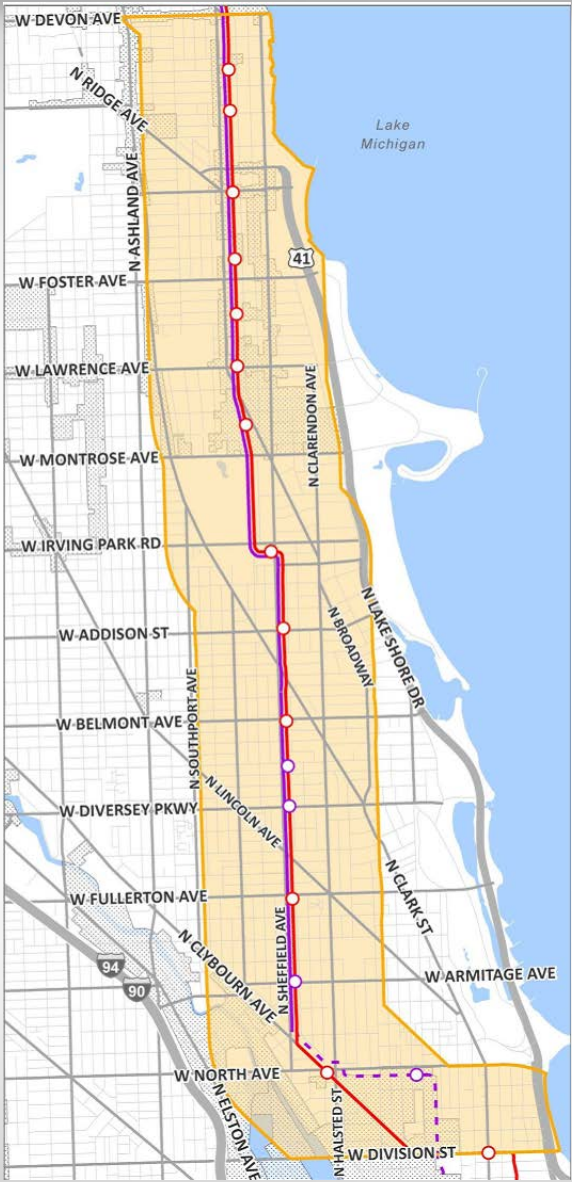 W DEVON AVE
N RIDGE AVE
Lake
Michigan
N ASHLAND AVE
41
W FOSTER AVE
W LAWRENCE AVE
N CLARENDON AVE
W MONTROSE AVE
W IRVING PARK RD
N LAKE SHORE DR
N BROADWAY
W ADDISON ST
N SOUTHPORT AVE
W BELMONT AVE
N LINCOLN AVE
W DIVERSEY PKWY
N CLARK ST
W FULLERTON AVE
N SHEFFIELD AVE
N CLYBOURN AVE
94
90
W ARMITAGE AVE
W NORTH AVE
N ELSTON AVE
N HALSTED ST
W DIVISION ST